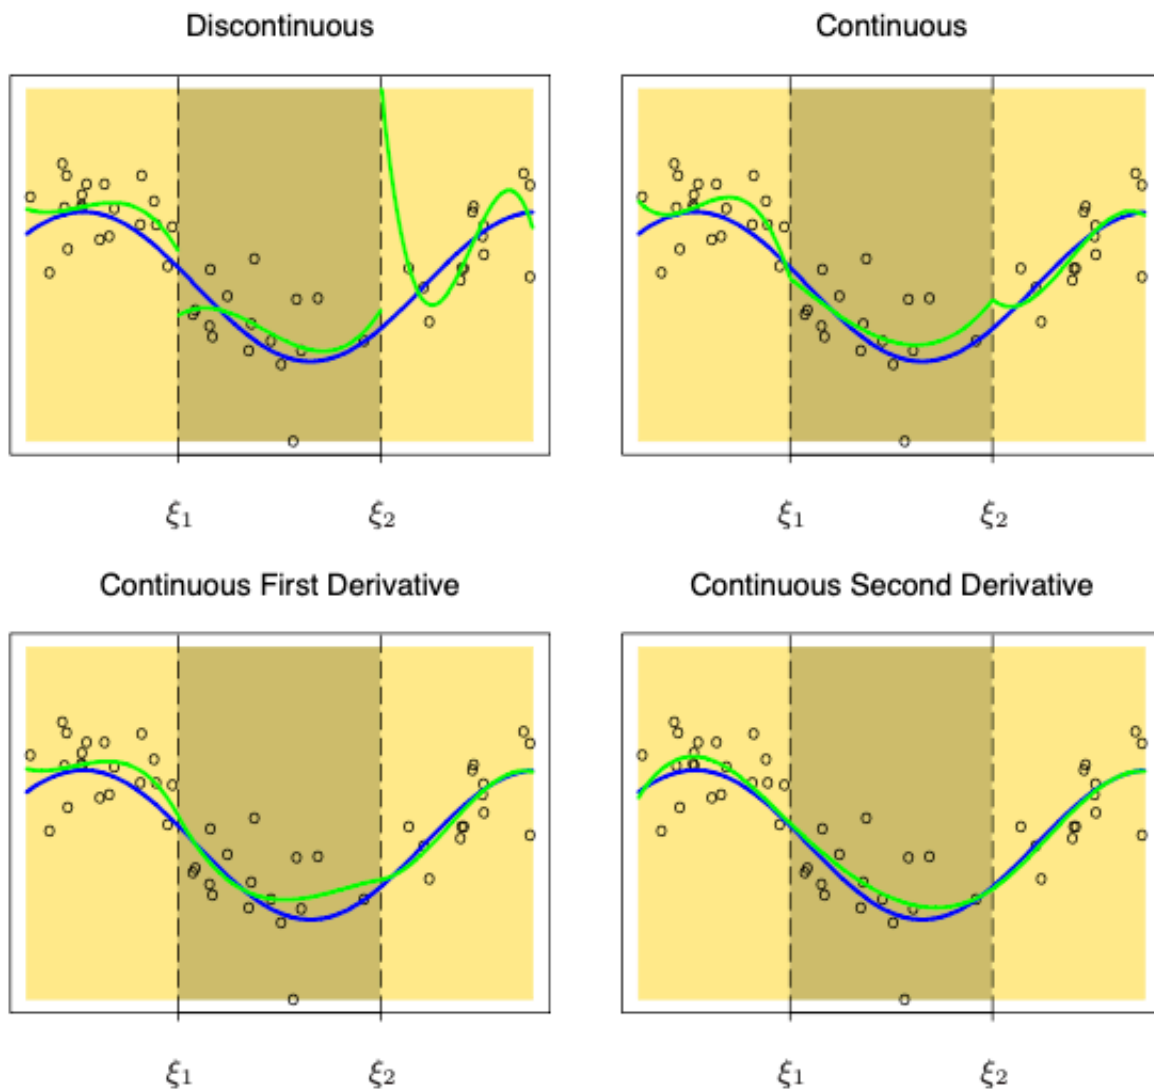 Discontinuous
Continuous
ξ1
ξ2
ξ1
ξ2
Continuous First Derivative
Continuous Second Derivative
ξ1
ξ2
ξ1
ξ2